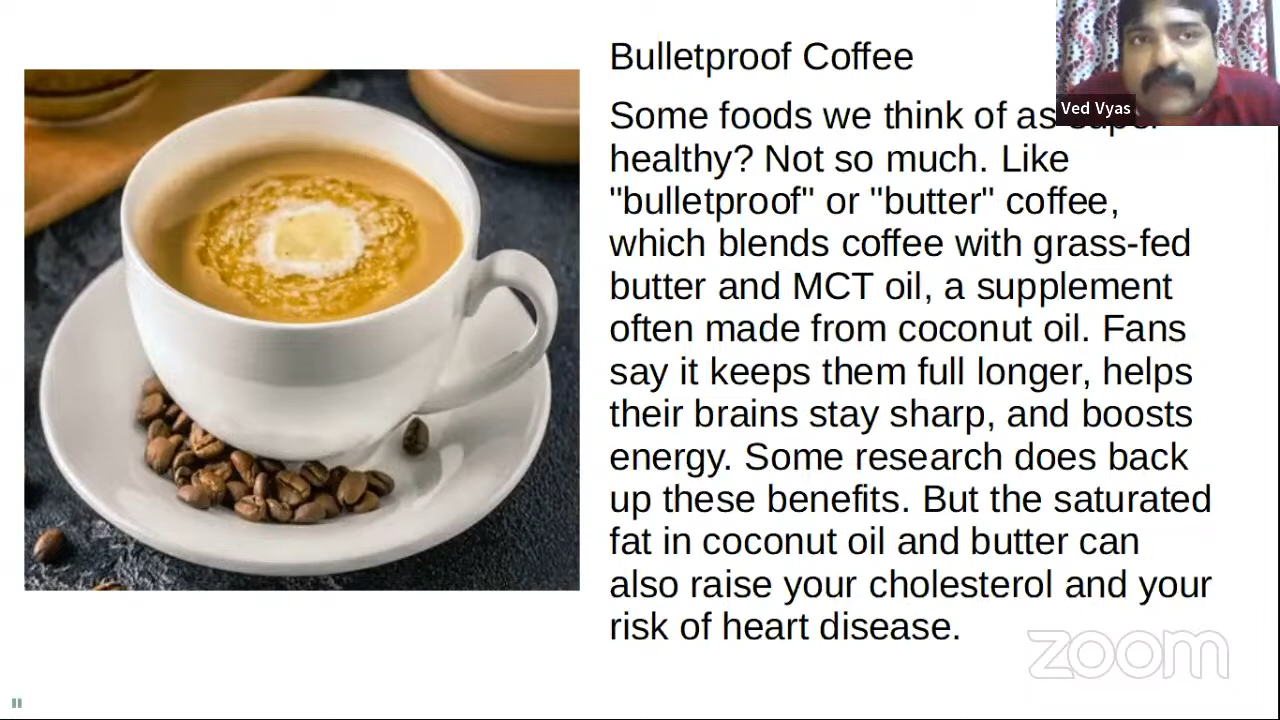 Bulletproof Coffee
Ved Vyas
Some foods we think of as super
healthy? Not so much. Like
"bulletproof" or "butter" coffee,
which blends coffee with grass-fed
butter and MCT oil, a supplement
often made from coconut oil. Fans
say it keeps them full longer, helps
their brains stay sharp, and boosts
energy. Some research does back
up these benefits. But the saturated
fat in coconut oil and butter can
also raise your cholesterol and your
risk of heart disease.
zoom